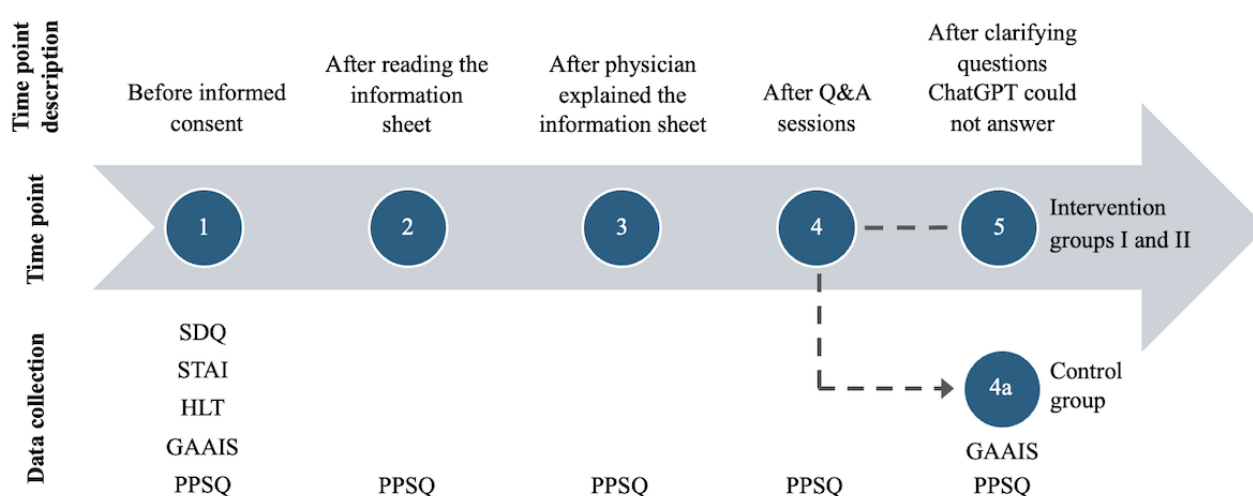 Time point
description
Before informed
consent
After reading the
information
sheet
After physician
explained the
information sheet
After Q&A
sessions
After clarifying
questions
ChatGPT could
not answer
Time point
1
2
3
4
5
Intervention
groups I and II
Data collection
SDQ
STAI
HLT
GAAIS
PPSQ
PPSQ
PPSQ
PPSQ
4a
Control
group
GAAIS
PPSQ